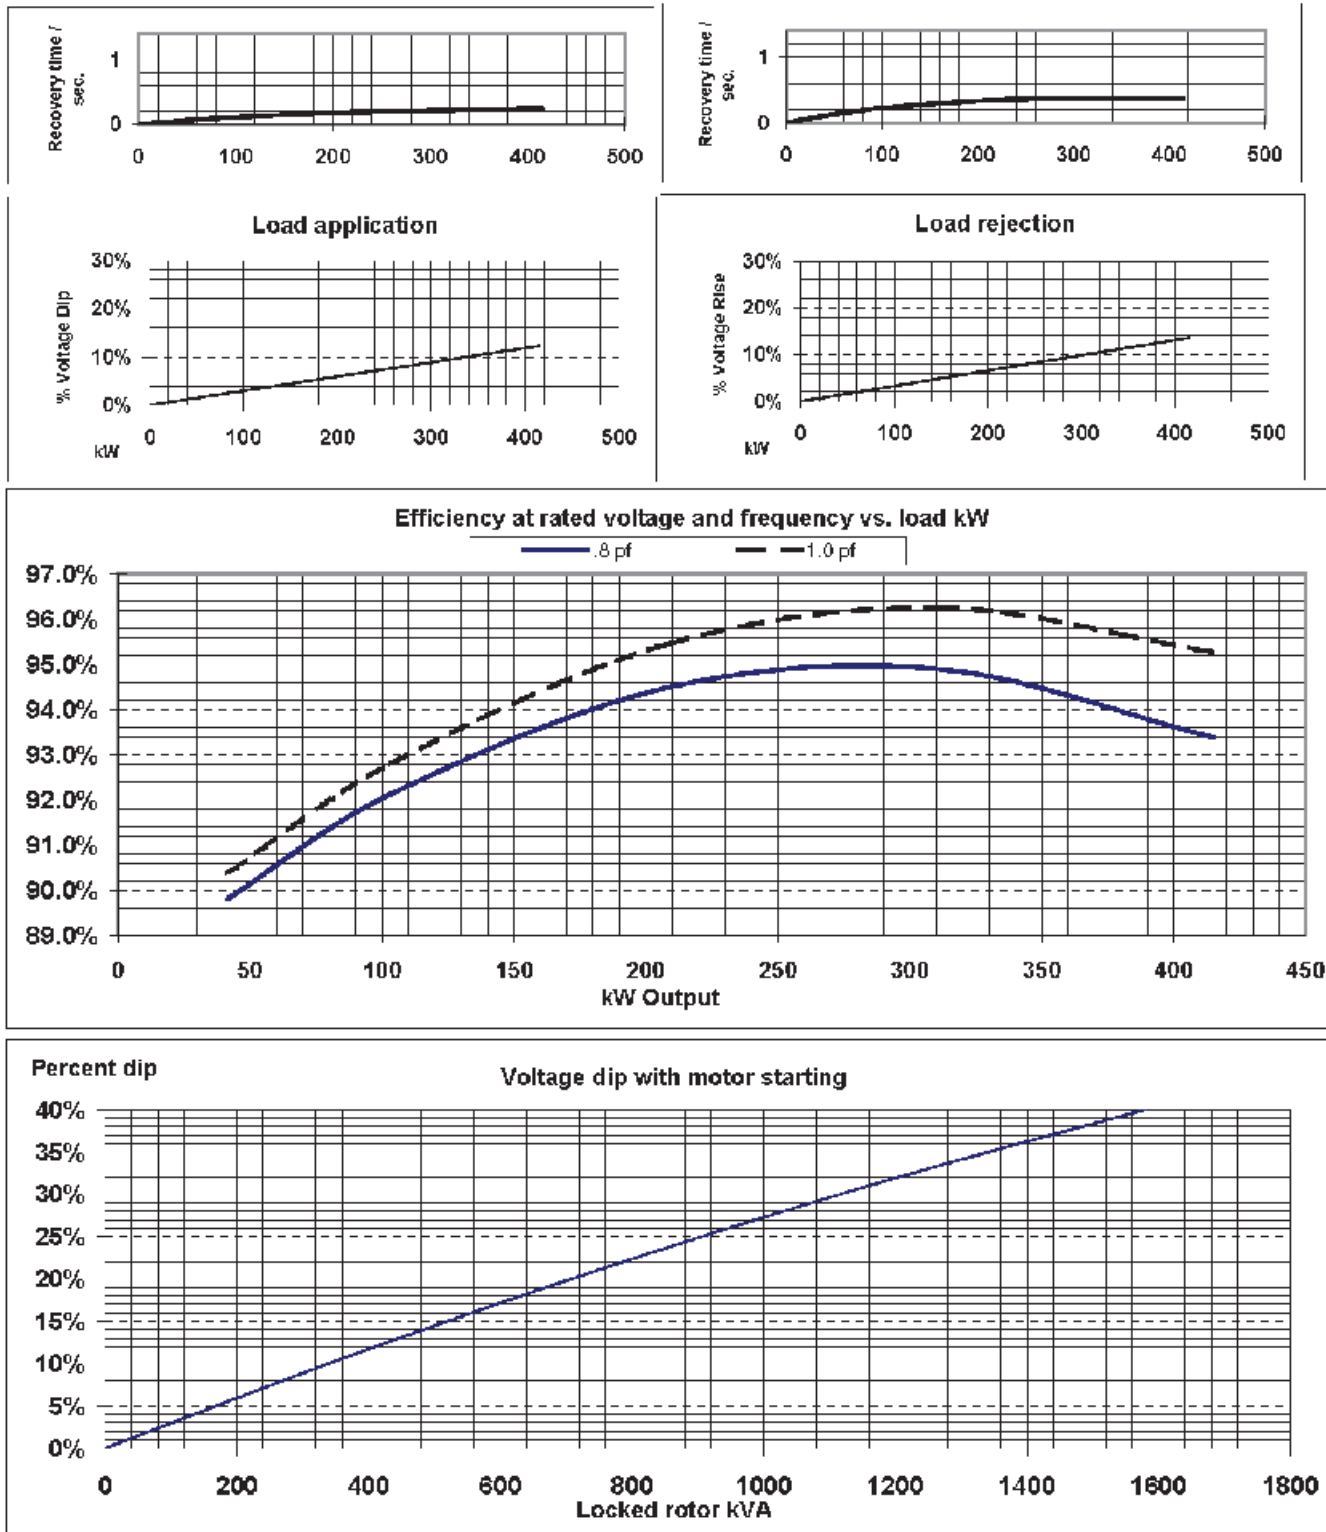 Recovery time /
sec.
1
0
0 100 200 300 400 500
Recovery time /
sec.
1
0
0 100 200 300 400 500
Load application
% Voltage Dip
30%
20%
10%
0%
0 100 200 300 400 500
kW
Load rejection
% Voltage Rise
30%
20%
10%
0%
0 100 200 300 400 500
kW
Efficiency at rated voltage and frequency vs. load kW
.8 pf 1.0 pf
97.0%
96.0%
95.0%
94.0%
93.0%
92.0%
91.0%
90.0%
89.0%
0 50 100 150 200 250 300 350 400 450
kW Output
Percent dip
Voltage dip with motor starting
40%
35%
30%
25%
20%
15%
10%
5%
0%
0 200 400 600 800 1000 1200 1400 1600 1800
Locked rotor kVA